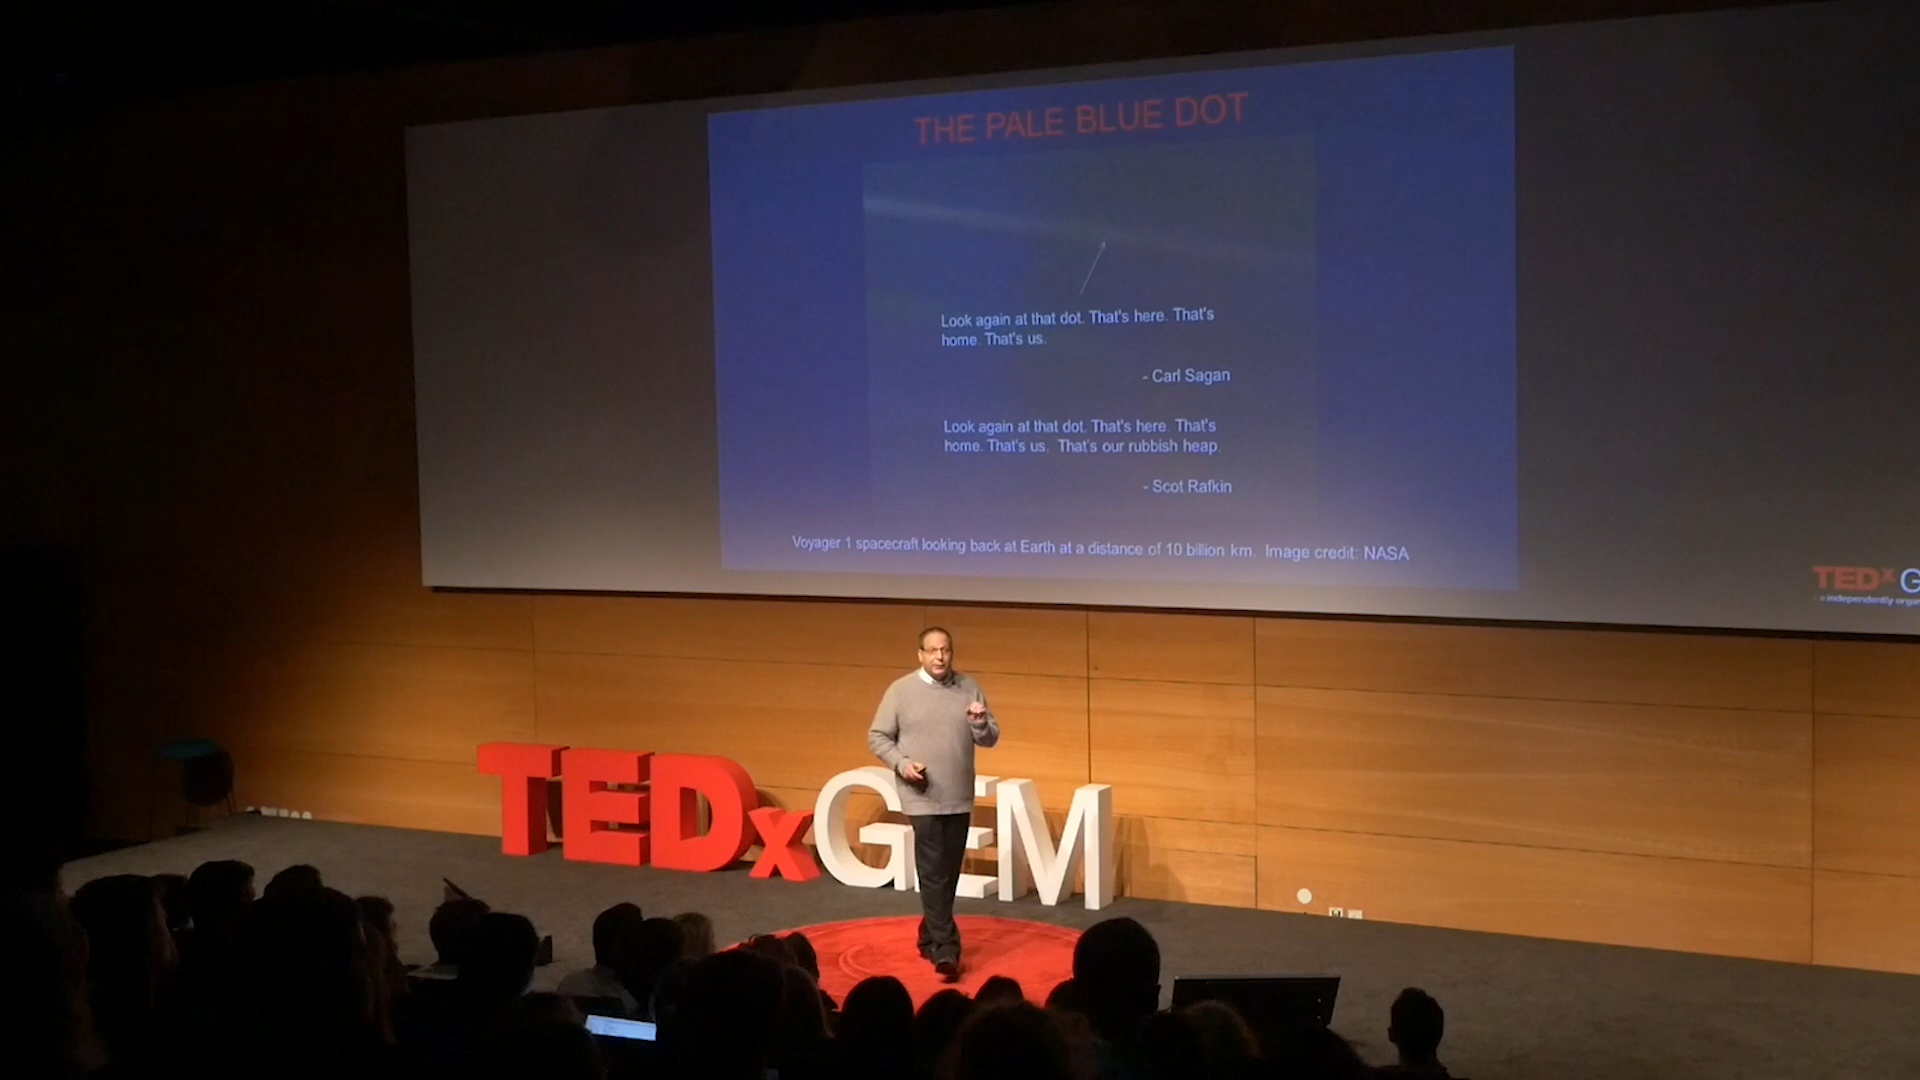 THE PALE BLUE DOT
Look again at that dot. That's here. That's
home. That's us.
- Carl Sagan
Look again at that dot. That's here. That's
home. That's us. That's our rubbish heap.
- Scot Rafkin
Voyager 1 spacecraft looking back at Earth at a distance of 10 billion km. Image credit: NASA
TEDx G
independently
TEDxGEM